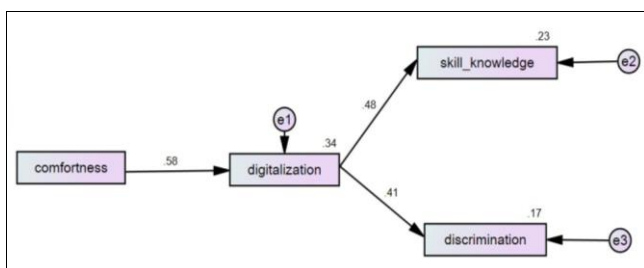 .23
skill_knowledge
e2
.48
e1
.34
comfortness
.58
digitalization
.41
.17
discrimination
e3